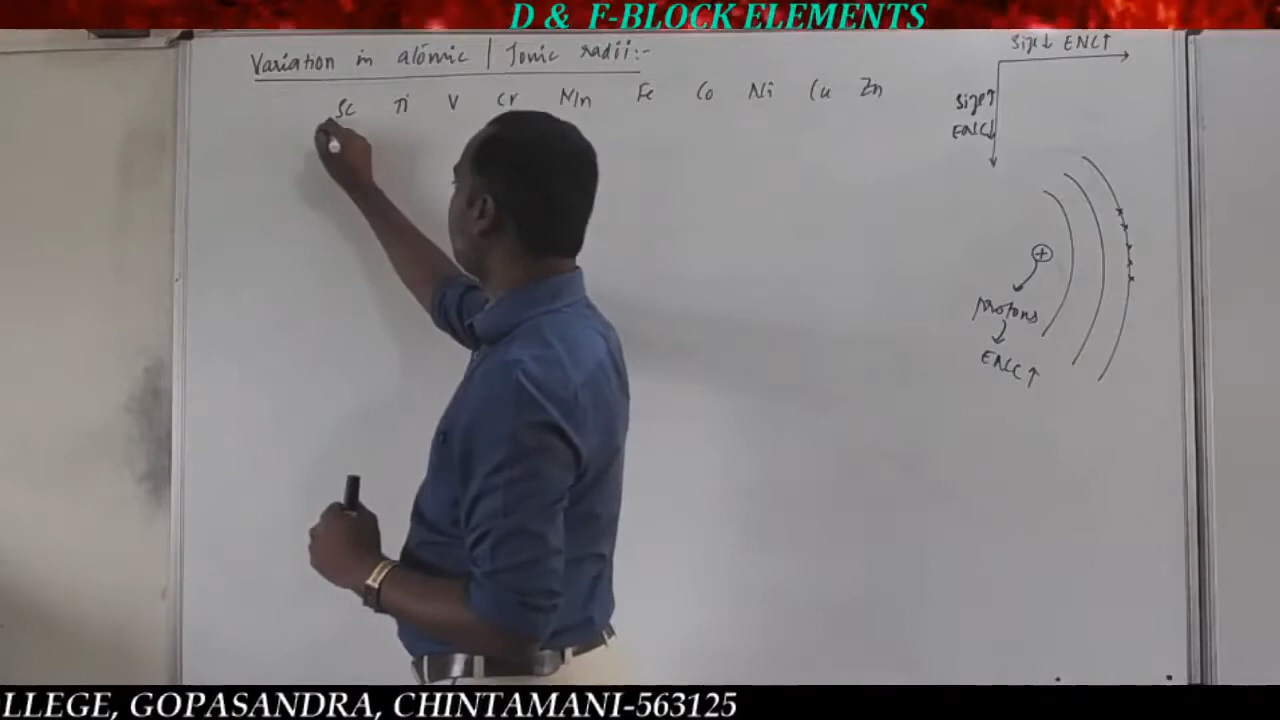 D & F-BLOCK ELEMENTS
Variation in atomic | Ionic radii:-
Sc Ti V Cr Mn Fe Co Ni Cu Zn
Size↓ ENC↑
Size↑
ENC↓
+
protons
ENC↑
LLEGE, GOPASANDRA, CHINTAMANI-563125